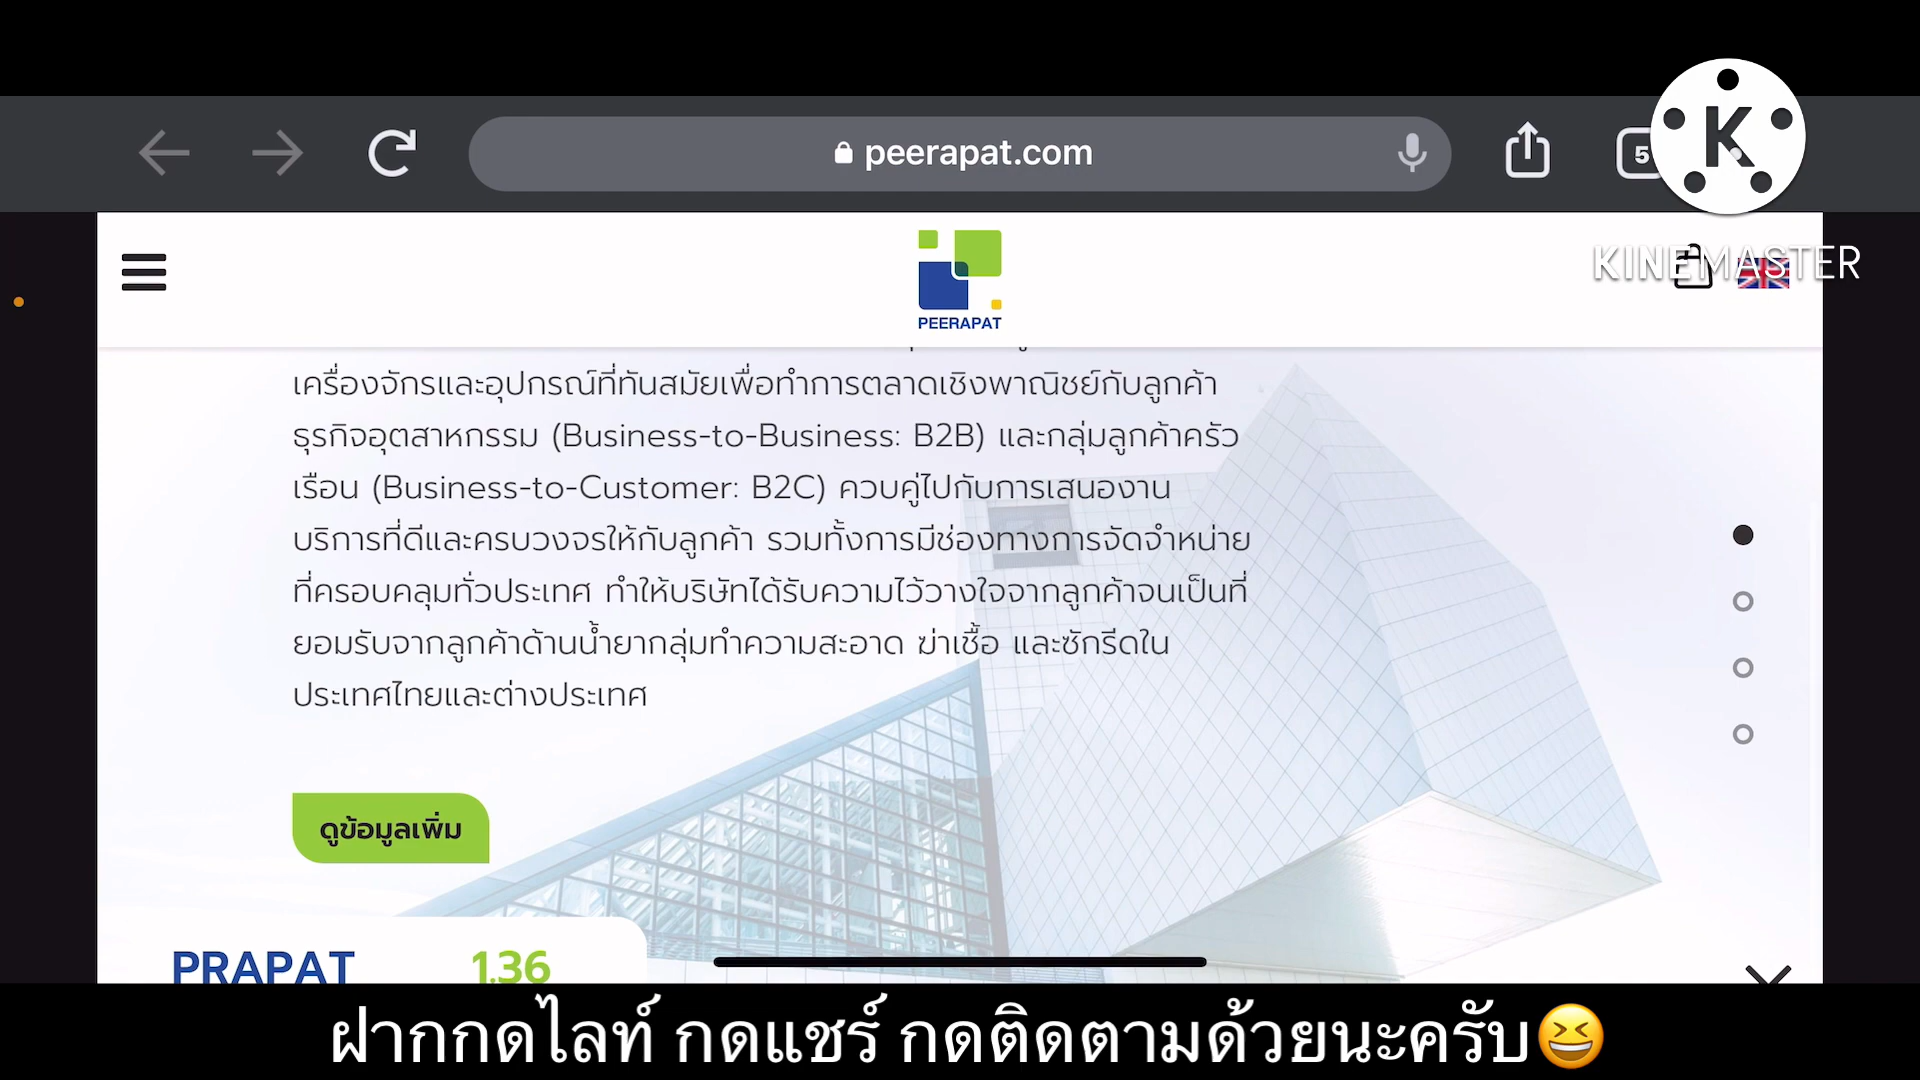 peerapat.com
5
K
KINEMASTER
PEERAPAT
เครื่องจักรและอุปกรณ์ที่ทันสมัยเพื่อทำการตลาดเชิงพาณิชย์กับลูกค้า
ธุรกิจอุตสาหกรรม (Business-to-Business: B2B) และกลุ่มลูกค้าครัว
เรือน (Business-to-Customer: B2C) ควบคู่ไปกับการเสนองาน
บริการที่ดีและครบวงจรให้กับลูกค้า รวมทั้งการมีช่องทางการจัดจำหน่าย
ที่ครอบคลุมทั่วประเทศ ทำให้บริษัทได้รับความไว้วางใจจากลูกค้าจนเป็นที่
ยอมรับจากลูกค้าด้านน้ำยากลุ่มทำความสะอาด ฆ่าเชื้อ และซักรีดใน
ประเทศไทยและต่างประเทศ
ดูข้อมูลเพิ่ม
PRAPAT 1.36
ฝากกดไลท์ กดแชร์ กดติดตามด้วยนะครับ😆